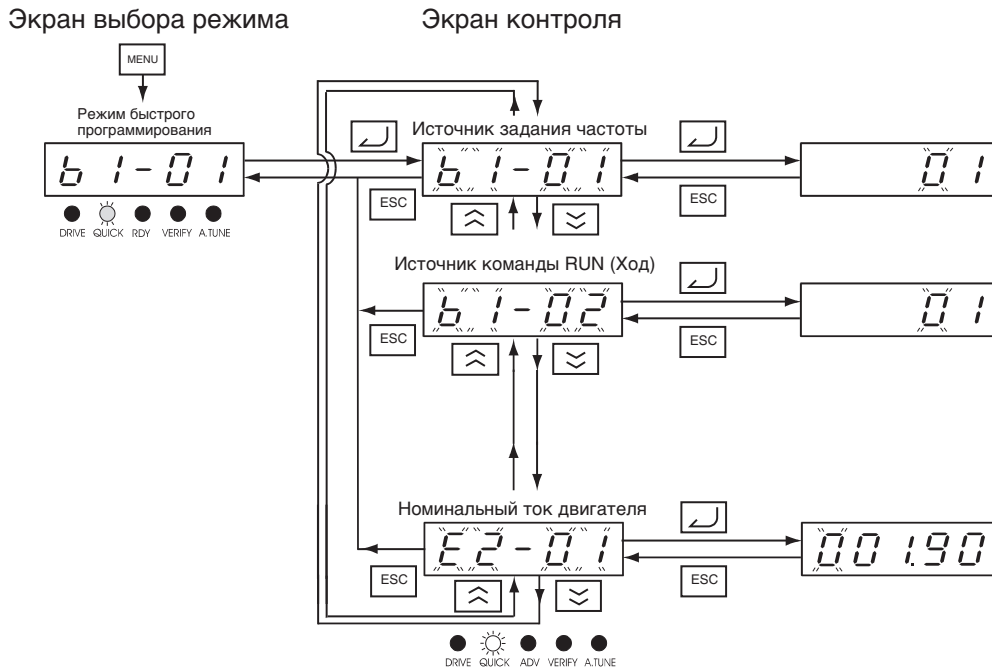 Экран выбора режима
Экран контроля
MENU
Режим быстрого
программирования
b1-01
DRIVE QUICK RDY VERIFY A.TUNE
Источник задания частоты
b1-01
ESC
ESC
01
Источник команды RUN (Ход)
b1-02
ESC
ESC
01
Номинальный ток двигателя
E2-01
ESC
ESC
001.90
DRIVE QUICK ADV VERIFY A.TUNE